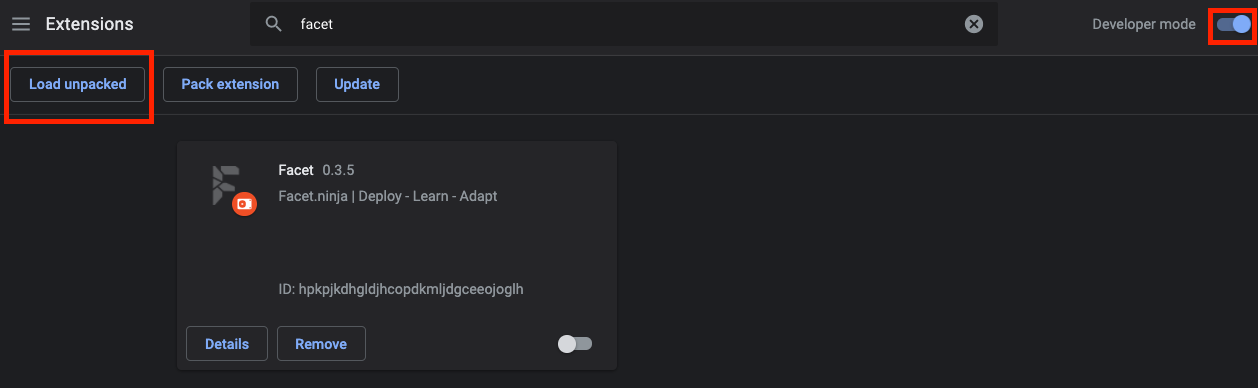 Extensions
facet
Developer mode
Load unpacked
Pack extension
Update
Facet 0.3.5
Facet.ninja | Deploy - Learn - Adapt
ID: hpkpjkdhgldjhcopdkmljdgceeojoglh
Details
Remove